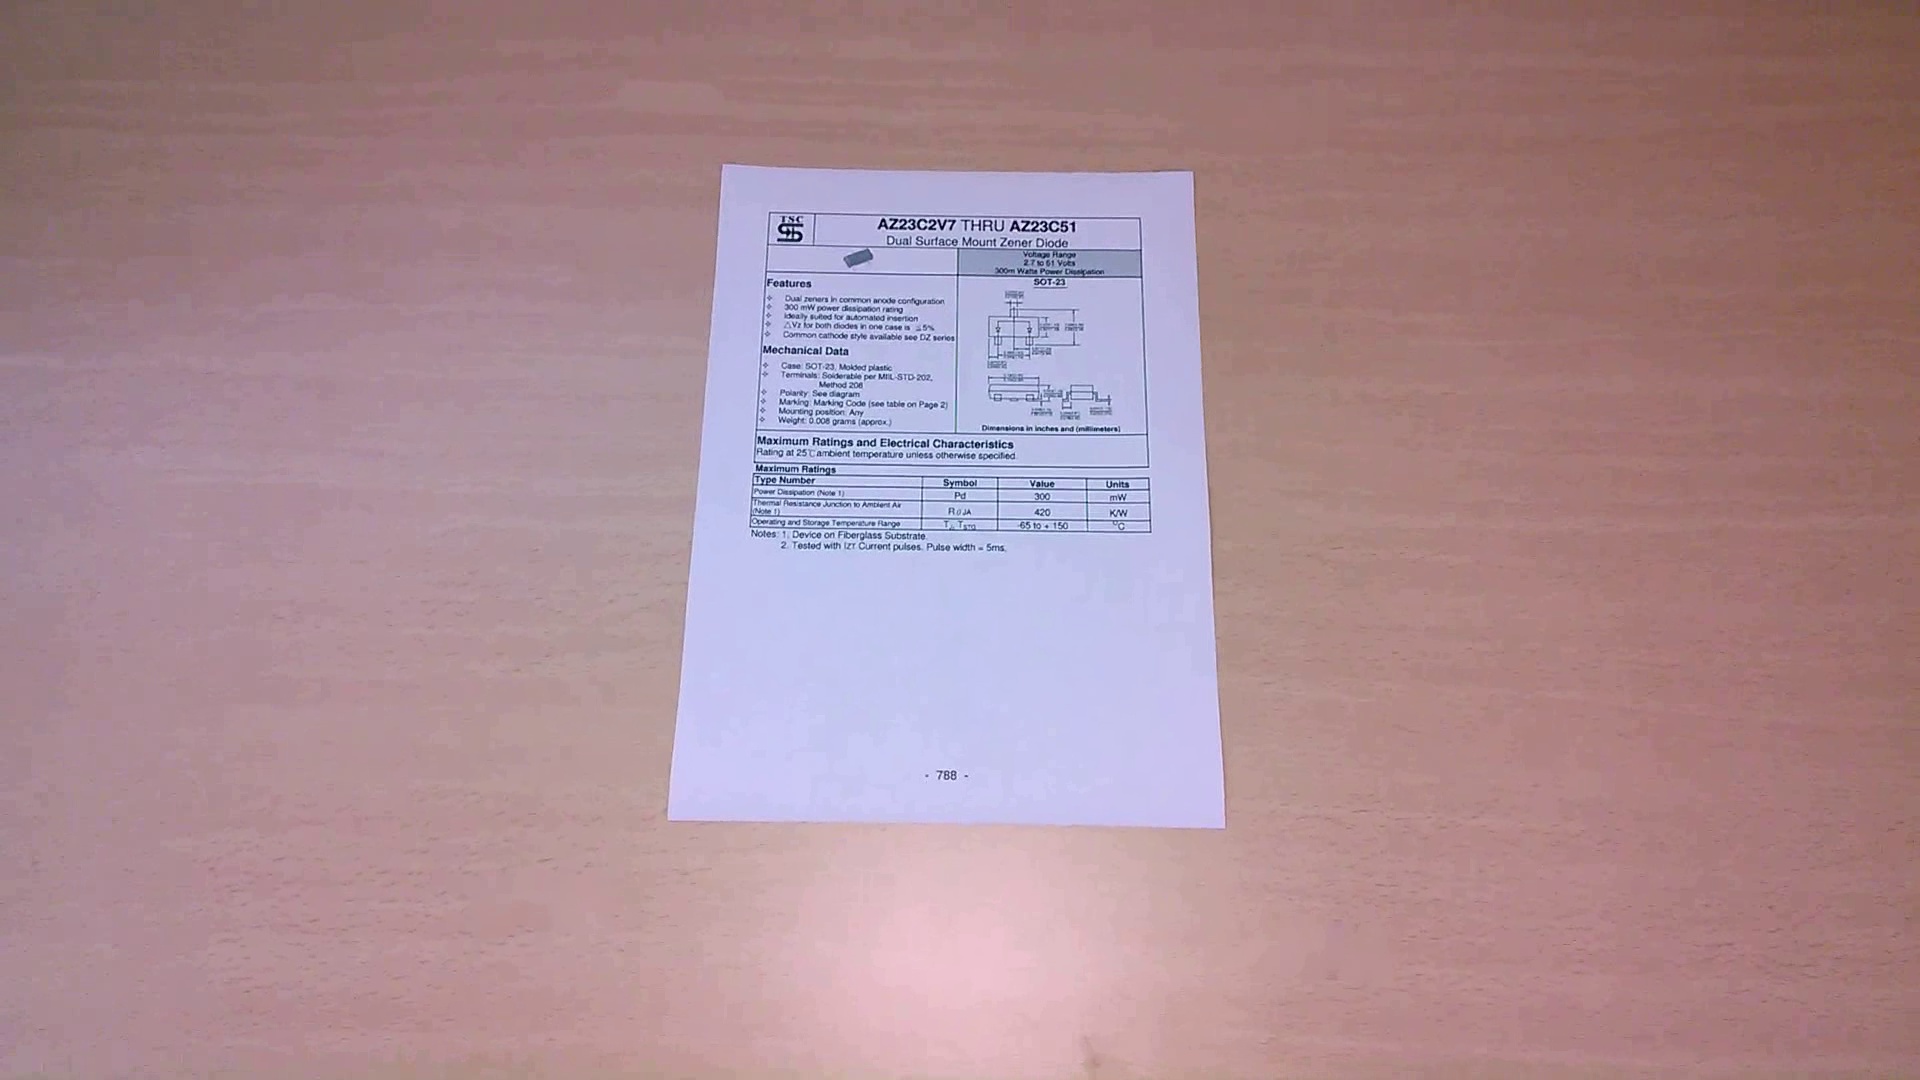 TSC
AZ23C2V7 THRU AZ23C51
Dual Surface Mount Zener Diode
Voltage Range
2.7 to 51 Volts
300m Watts Power Dissipation
SOT-23
Features
Dual zeners in common anode configuration
300 mW power dissipation rating
Ideally suited for automated insertion
△Vz for both diodes in one case is ≦5%
Common cathode style available see DZ series
Mechanical Data
Case: SOT-23, Molded plastic
Terminals: Solderable per MIIL-STD-202,
Method 208
Polarity: See diagram
Marking: Marking Code (see table on Page 2)
Mounting position: Any
Weight: 0.008 grams (approx.)
Dimensions in inches and (millimeters)
Maximum Ratings and Electrical Characteristics
Rating at 25℃ ambient temperature unless otherwise specified.
Maximum Ratings
Type Number Symbol Value Units
Power Dissipation (Note 1) Pd 300 mW
Thermal Resistance Junction to Ambient Air
(Note 1) RθJA 420 K/W
Operating and Storage Temperature Range TJ, TSTG -65 to + 150 °C
Notes: 1. Device on Fiberglass Substrate.
2. Tested with IZT Current pulses. Pulse width = 5ms.
- 788 -